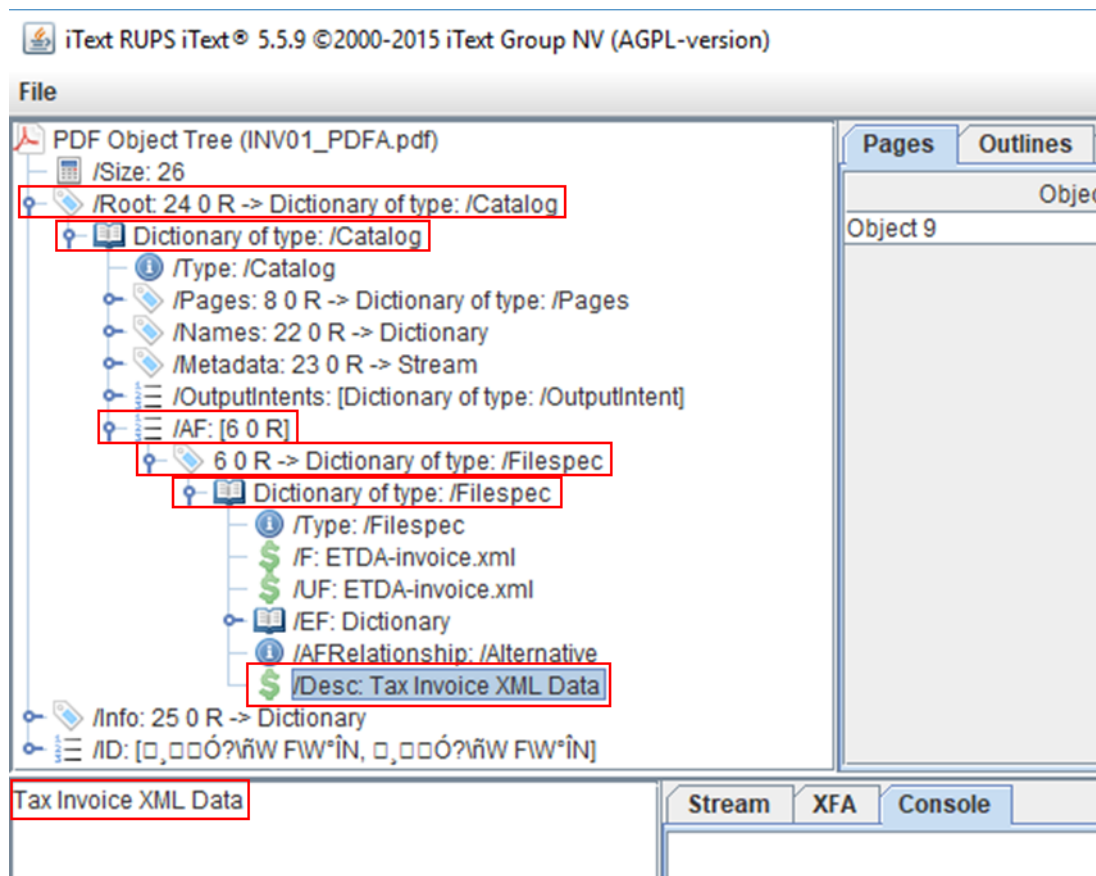 iText RUPS iText® 5.5.9 ©2000-2015 iText Group NV (AGPL-version)
File
PDF Object Tree (INV01_PDFA.pdf)
/Size: 26
/Root: 24 0 R -> Dictionary of type: /Catalog
Dictionary of type: /Catalog
/Type: /Catalog
/Pages: 8 0 R -> Dictionary of type: /Pages
/Names: 22 0 R -> Dictionary
/Metadata: 23 0 R -> Stream
/OutputIntents: [Dictionary of type: /OutputIntent]
/AF: [6 0 R]
6 0 R -> Dictionary of type: /Filespec
Dictionary of type: /Filespec
/Type: /Filespec
/F: ETDA-invoice.xml
/UF: ETDA-invoice.xml
/EF: Dictionary
/AFRelationship: /Alternative
/Desc: Tax Invoice XML Data
/Info: 25 0 R -> Dictionary
/ID: [□¸□□Ó?\ñW F\W°ÎN, □¸□□Ó?\ñW F\W°ÎN]
Pages Outlines
Objec
Object 9
Tax Invoice XML Data
Stream XFA Console